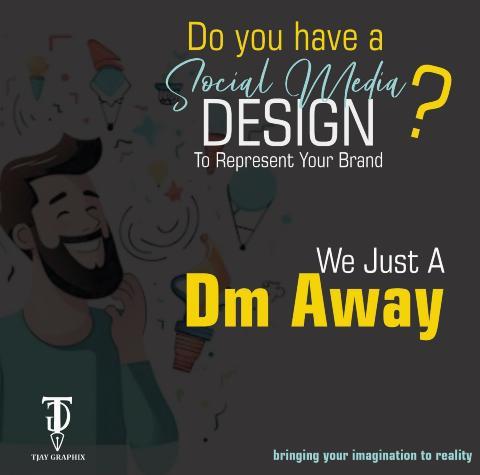 Do you have a
Social Media
DESIGN ?
To Represent Your Brand
We Just A
Dm Away
TJ
TJAY GRAPHIX
bringing your imagination to reality